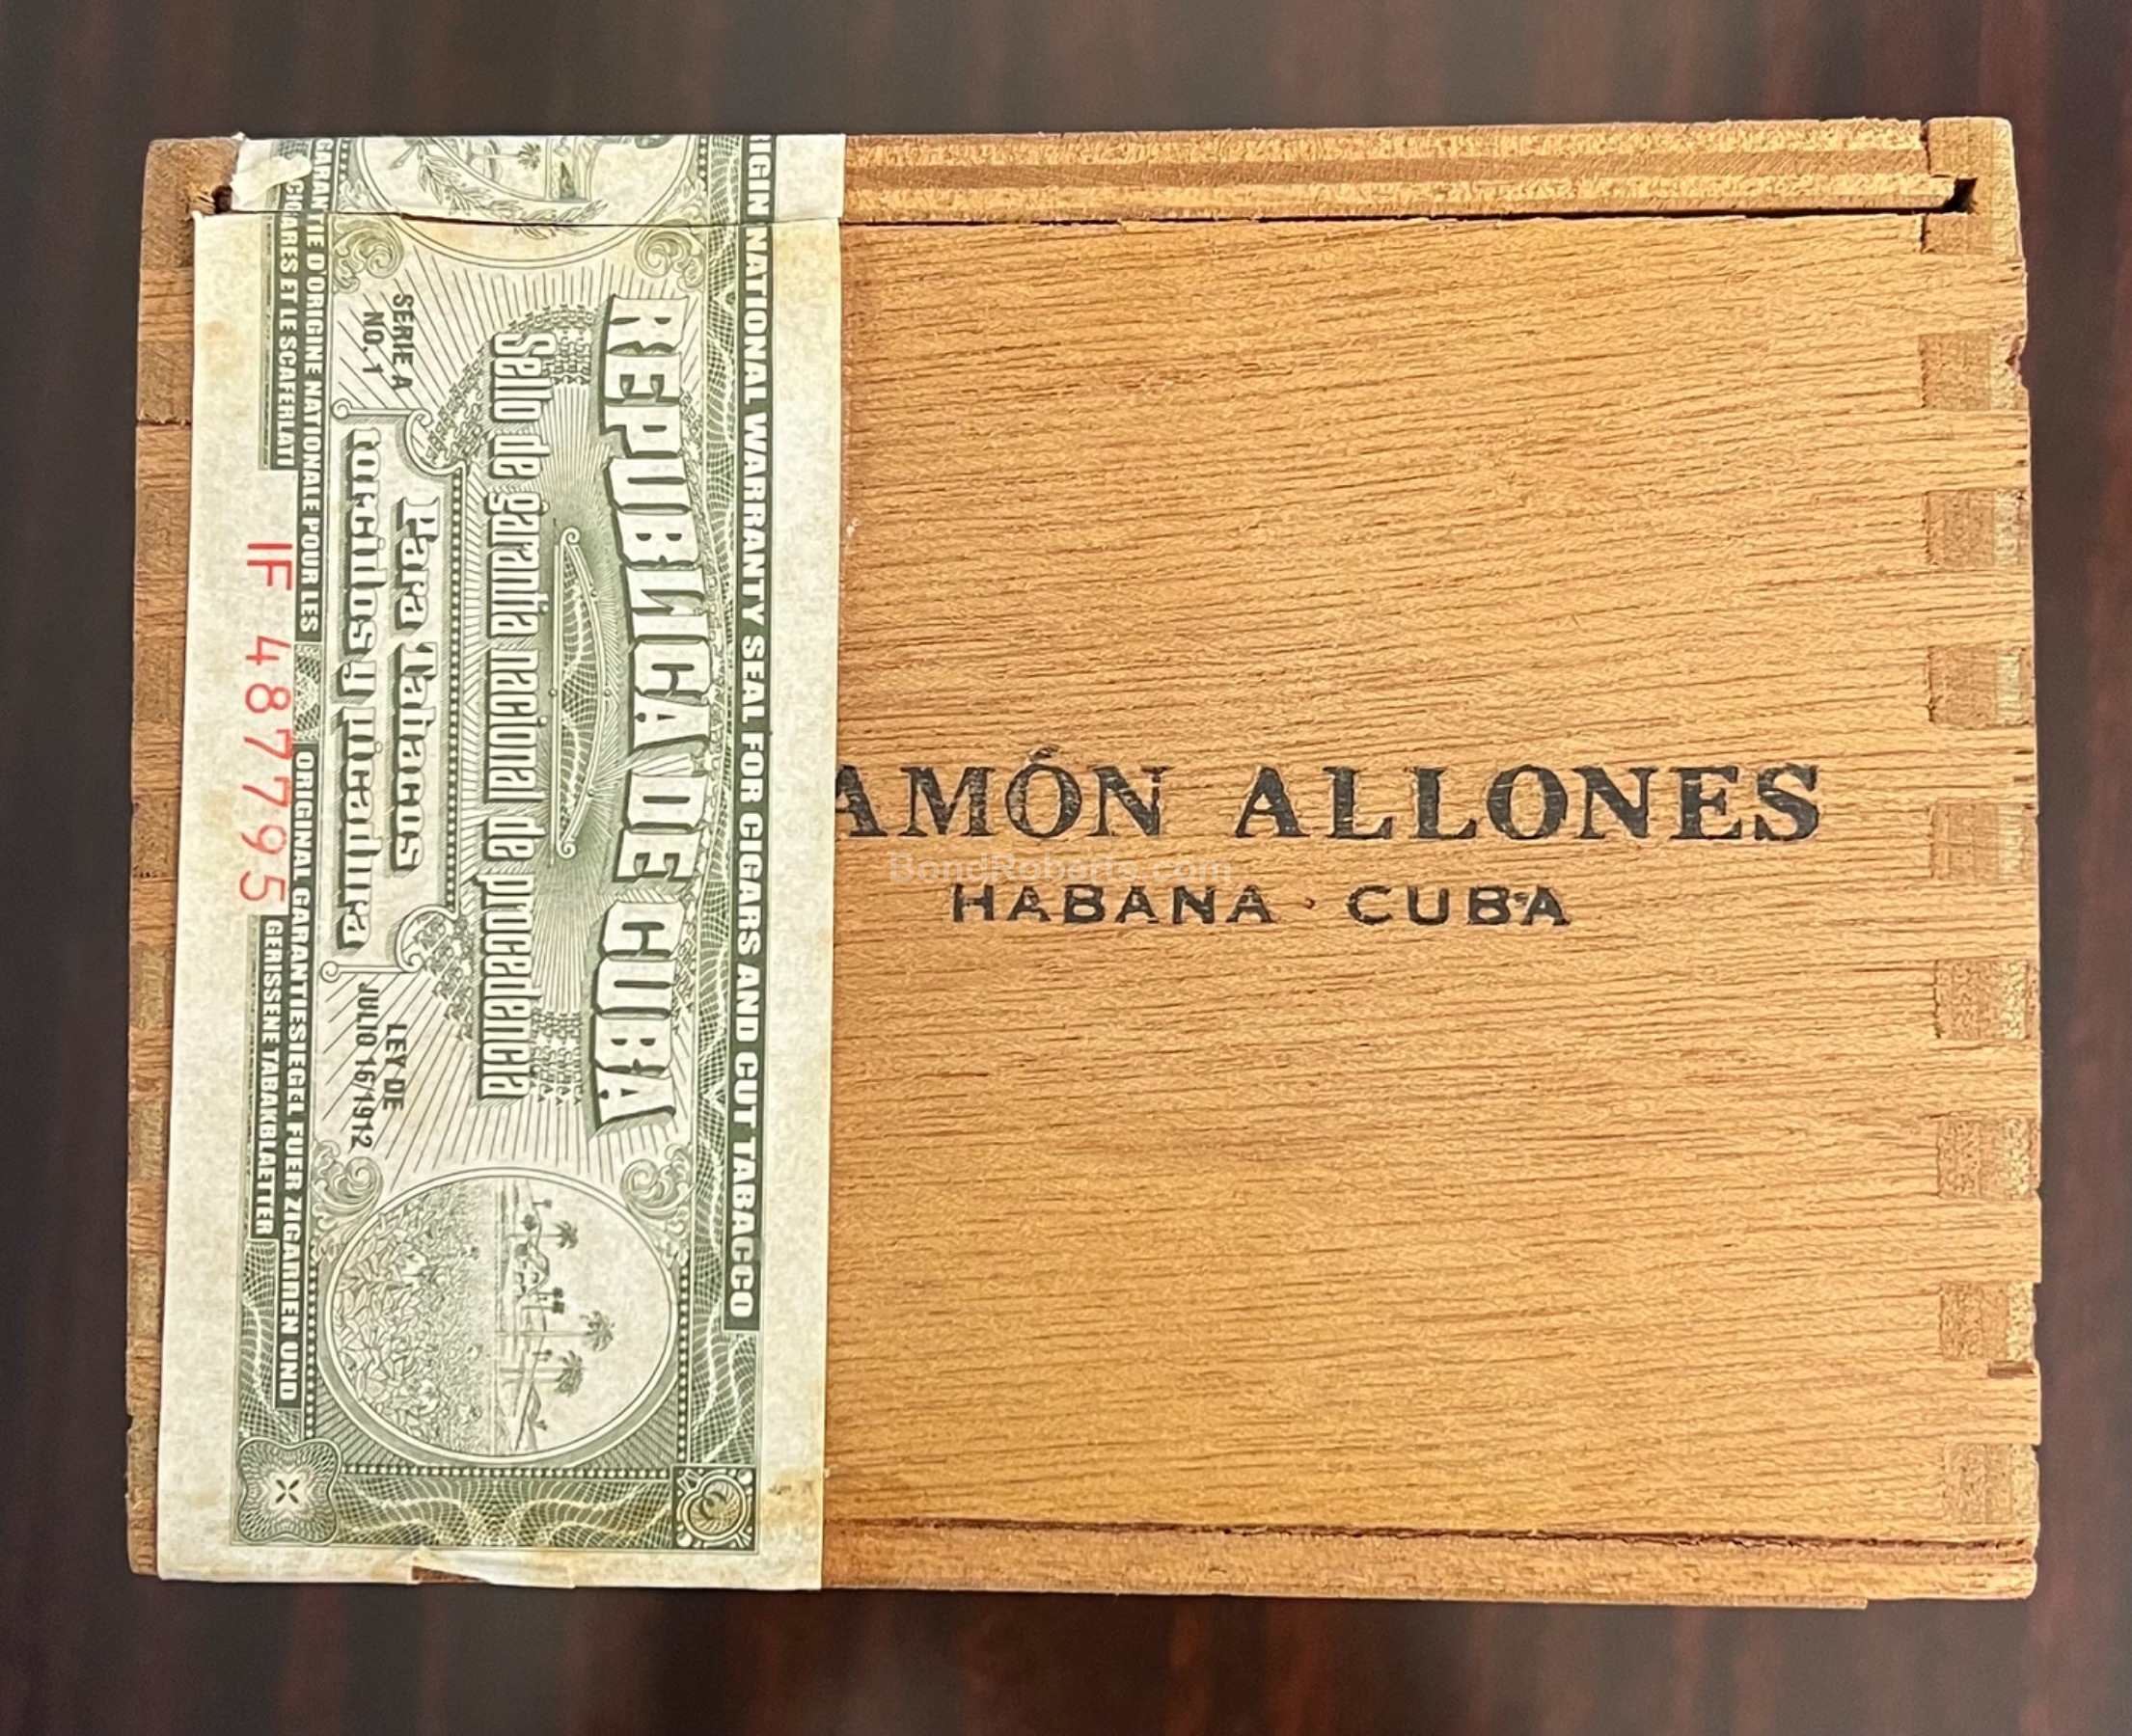 AMÓN ALLONES
BondRoberts.com
HABANA · CUBA
RIGIN NATIONAL WARRANTY SEAL FOR CIGARS AND CUT TABACCO
REPUBLICA DE CUBA
Sello de garantia nacional de procedencia
SERIE A
NO. 1
Para Tabacos
torcidos y picadura
LEY DE
JULIO 16/1912
GARANTIE D'ORIGINE NATIONALE POUR LES
CIGARES ET LE SCAFERLATI
ORIGINAL GARANTIESIEGEL FUER ZIGARREN UND
GERISSENE TABAKBLAETTER
IF 487795